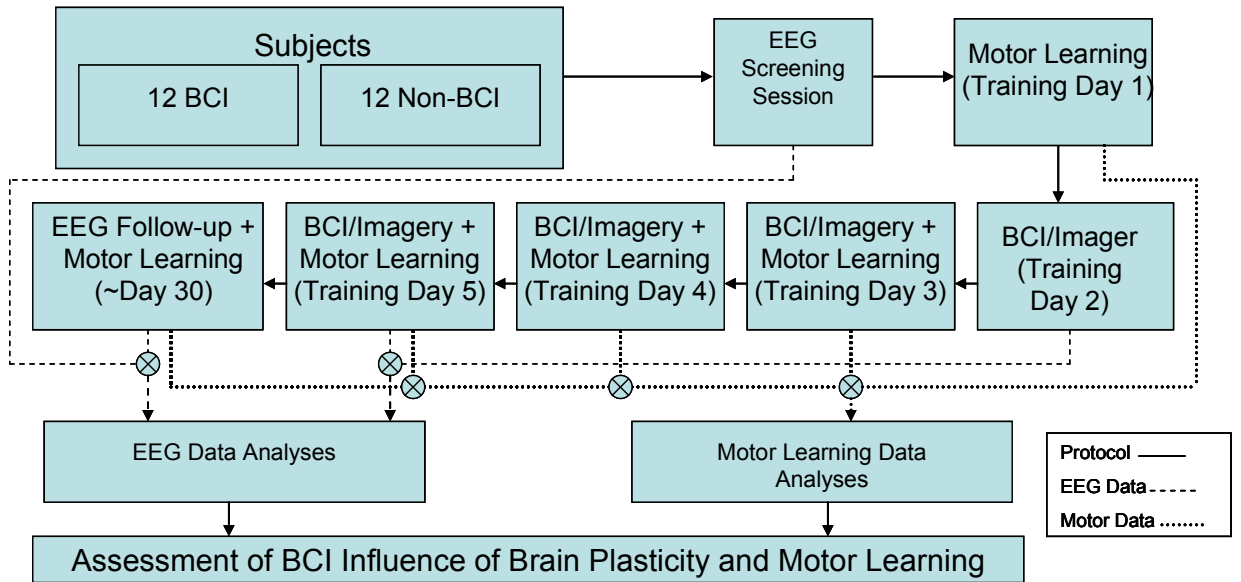 Subjects
12 BCI
12 Non-BCI
EEG
Screening
Session
Motor Learning
(Training Day 1)
EEG Follow-up +
Motor Learning
(~Day 30)
BCI/Imagery +
Motor Learning
(Training Day 5)
BCI/Imagery +
Motor Learning
(Training Day 4)
BCI/Imagery +
Motor Learning
(Training Day 3)
BCI/Imager
(Training
Day 2)
EEG Data Analyses
Motor Learning Data
Analyses
Protocol
EEG Data
Motor Data
Assessment of BCI Influence of Brain Plasticity and Motor Learning